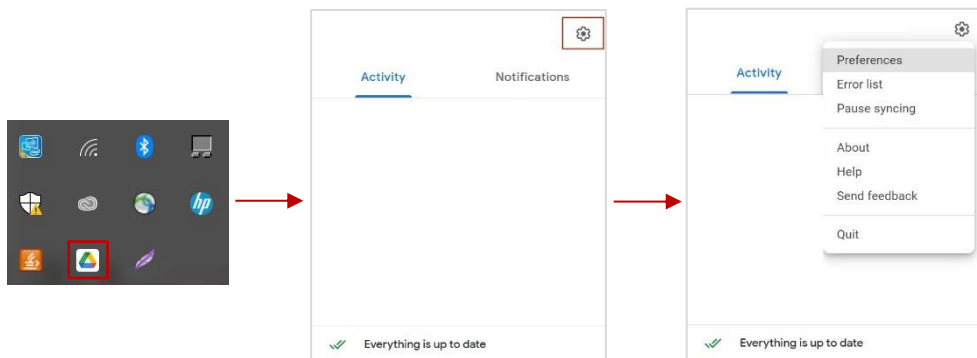 hp
Activity
Notifications
Everything is up to date
Activity
Preferences
Error list
Pause syncing
About
Help
Send feedback
Quit
Everything is up to date